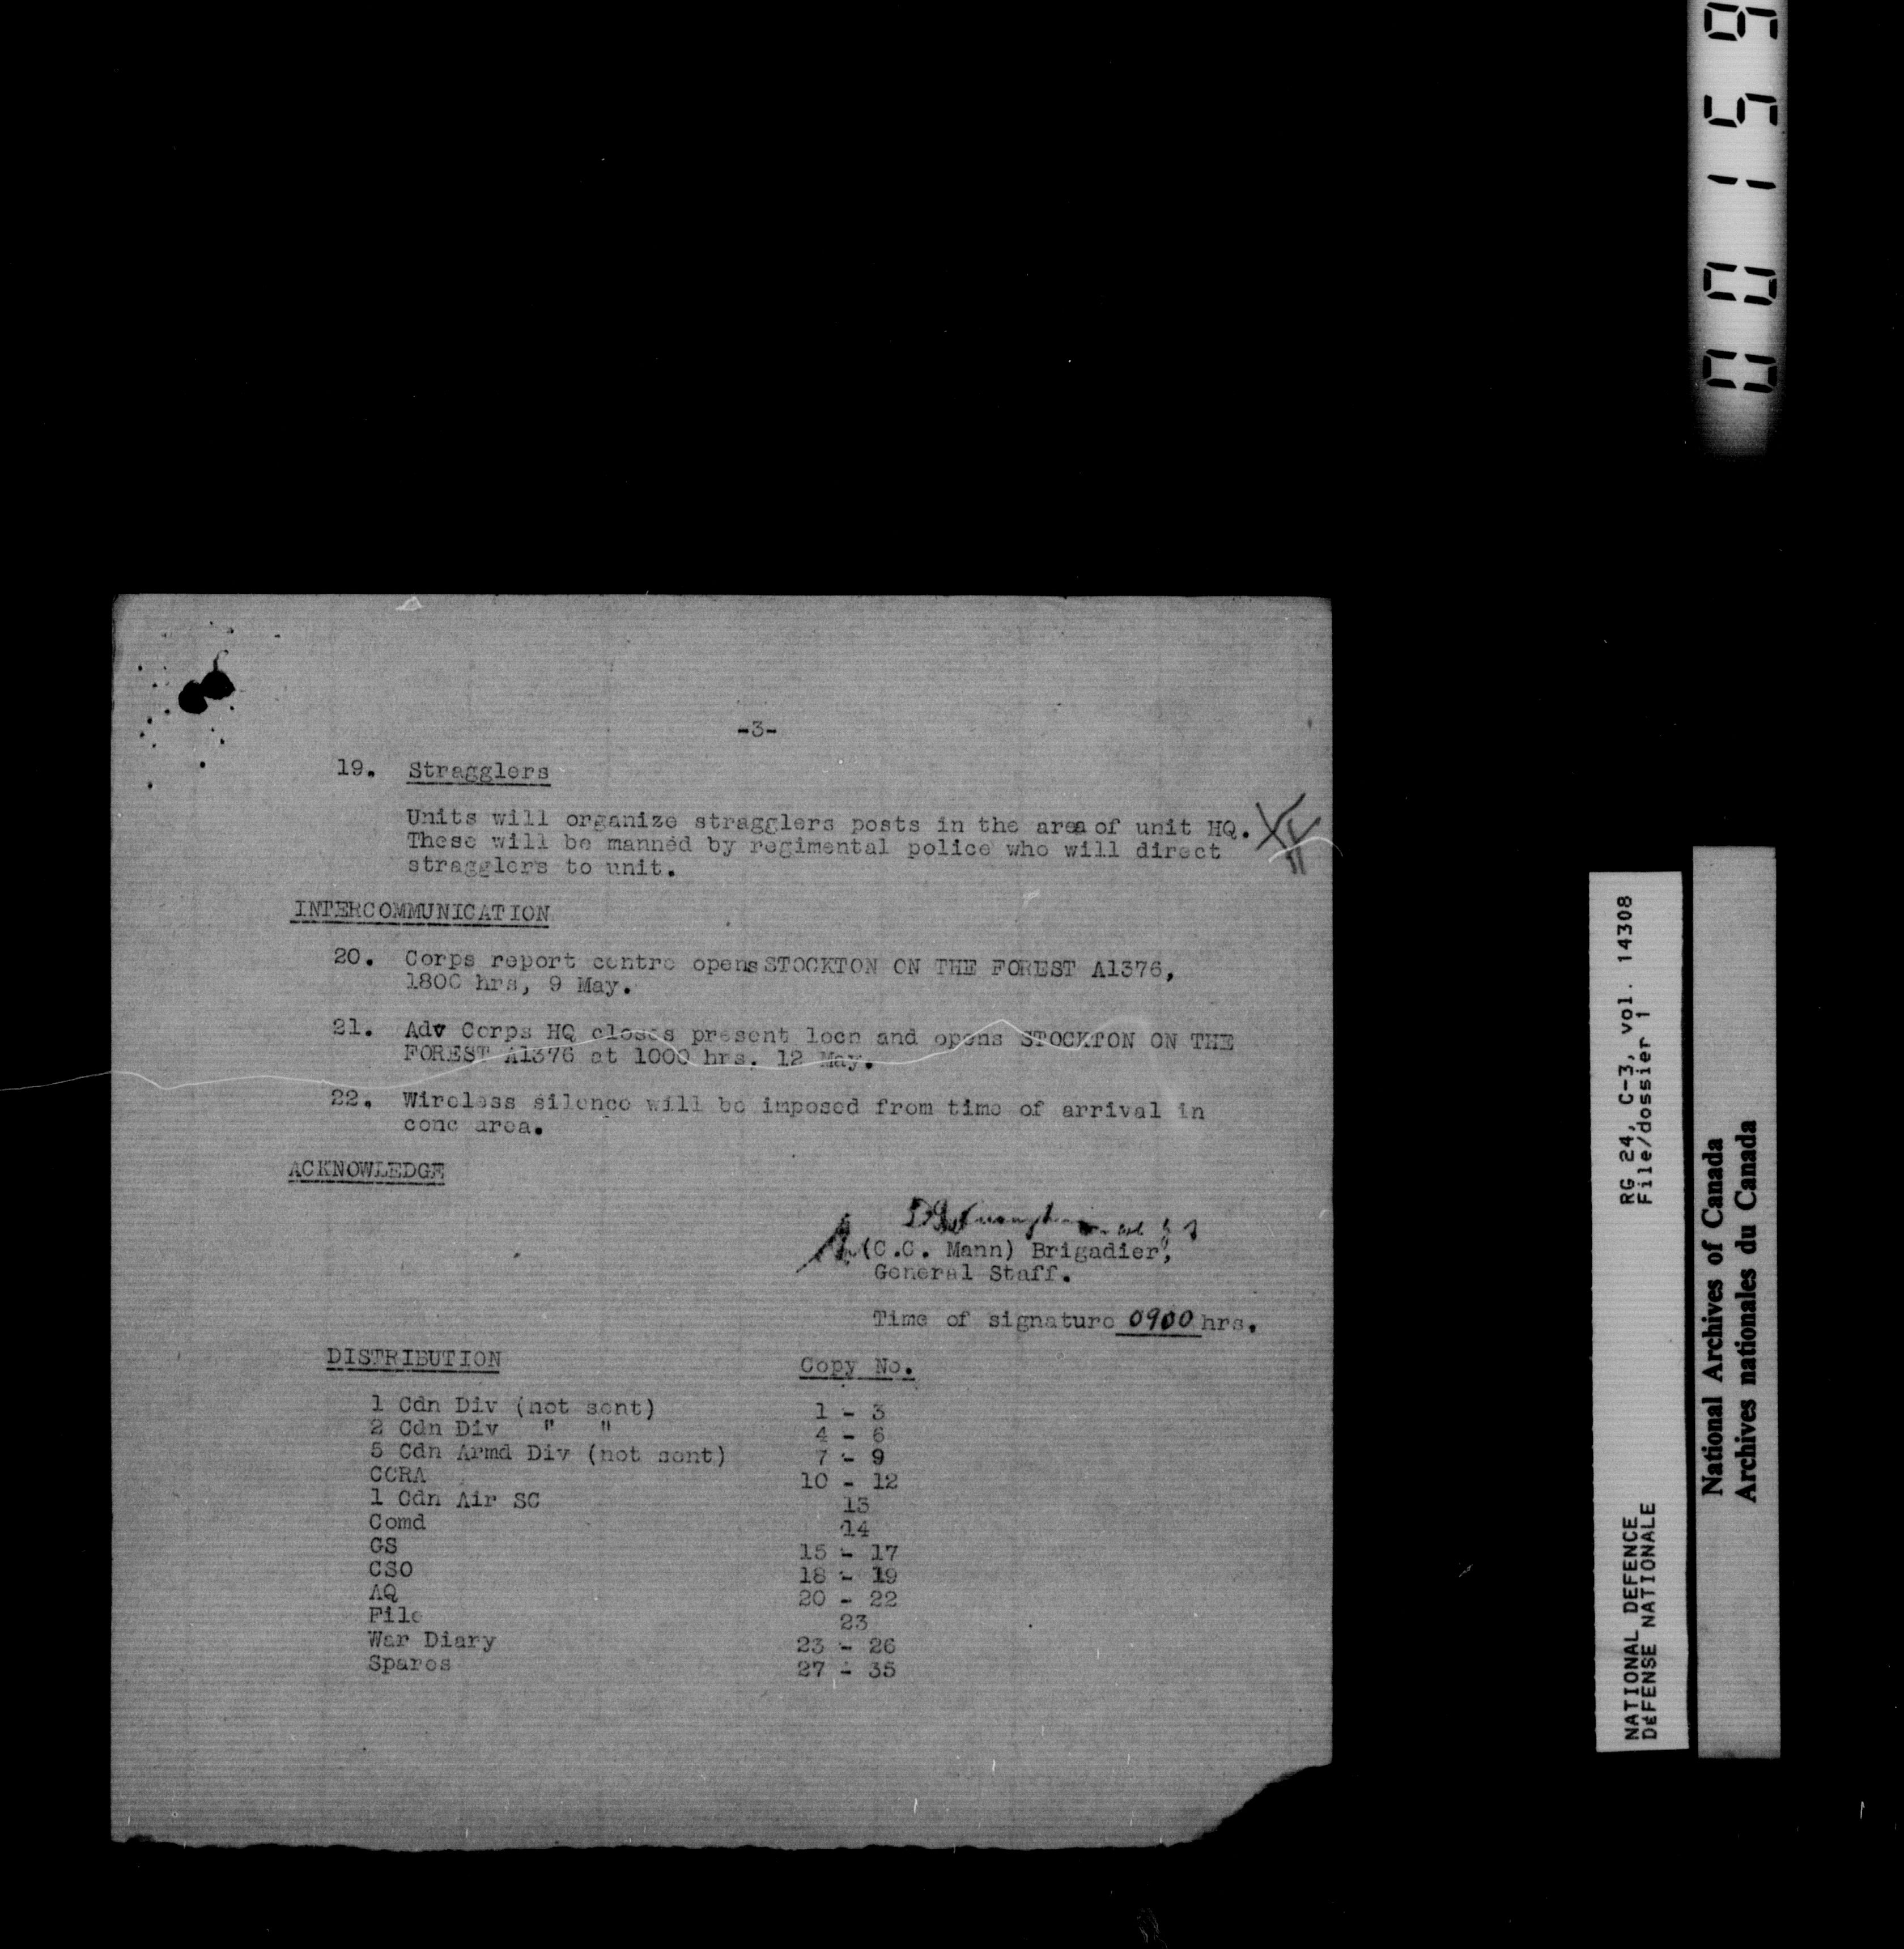 -3-
19. Stragglers
Units will organize stragglers posts in the area of unit HQ.
These will be manned by regimental police who will direct
stragglers to unit.
INTERCOMMUNICATION
20. Corps report centre opens STOCKTON ON THE FOREST A1376,
1800 hrs, 9 May.
21. Adv Corps HQ closes present locn and opens STOCKTON ON THE
FOREST A1376 at 1000 hrs, 12 May.
22. Wireless silence will be imposed from time of arrival in
conc area.
ACKNOWLEDGE
(C.C. Mann) Brigadier,
General Staff.
Time of signature 0900 hrs.
DISTRIBUTION Copy No.
1 Cdn Div (not sent) 1 - 3
2 Cdn Div " " 4 - 6
5 Cdn Armd Div (not sent) 7 - 9
CCRA 10 - 12
1 Cdn Air SC 13
Comd 14
GS 15 - 17
CSO 18 - 19
AQ 20 - 22
File 23
War Diary 23 - 26
Spares 27 - 35
NATIONAL DEFENCE RG 24, C-3, vol. 14308
DÉFENSE NATIONALE File/dossier 1
National Archives of Canada
Archives nationales du Canada